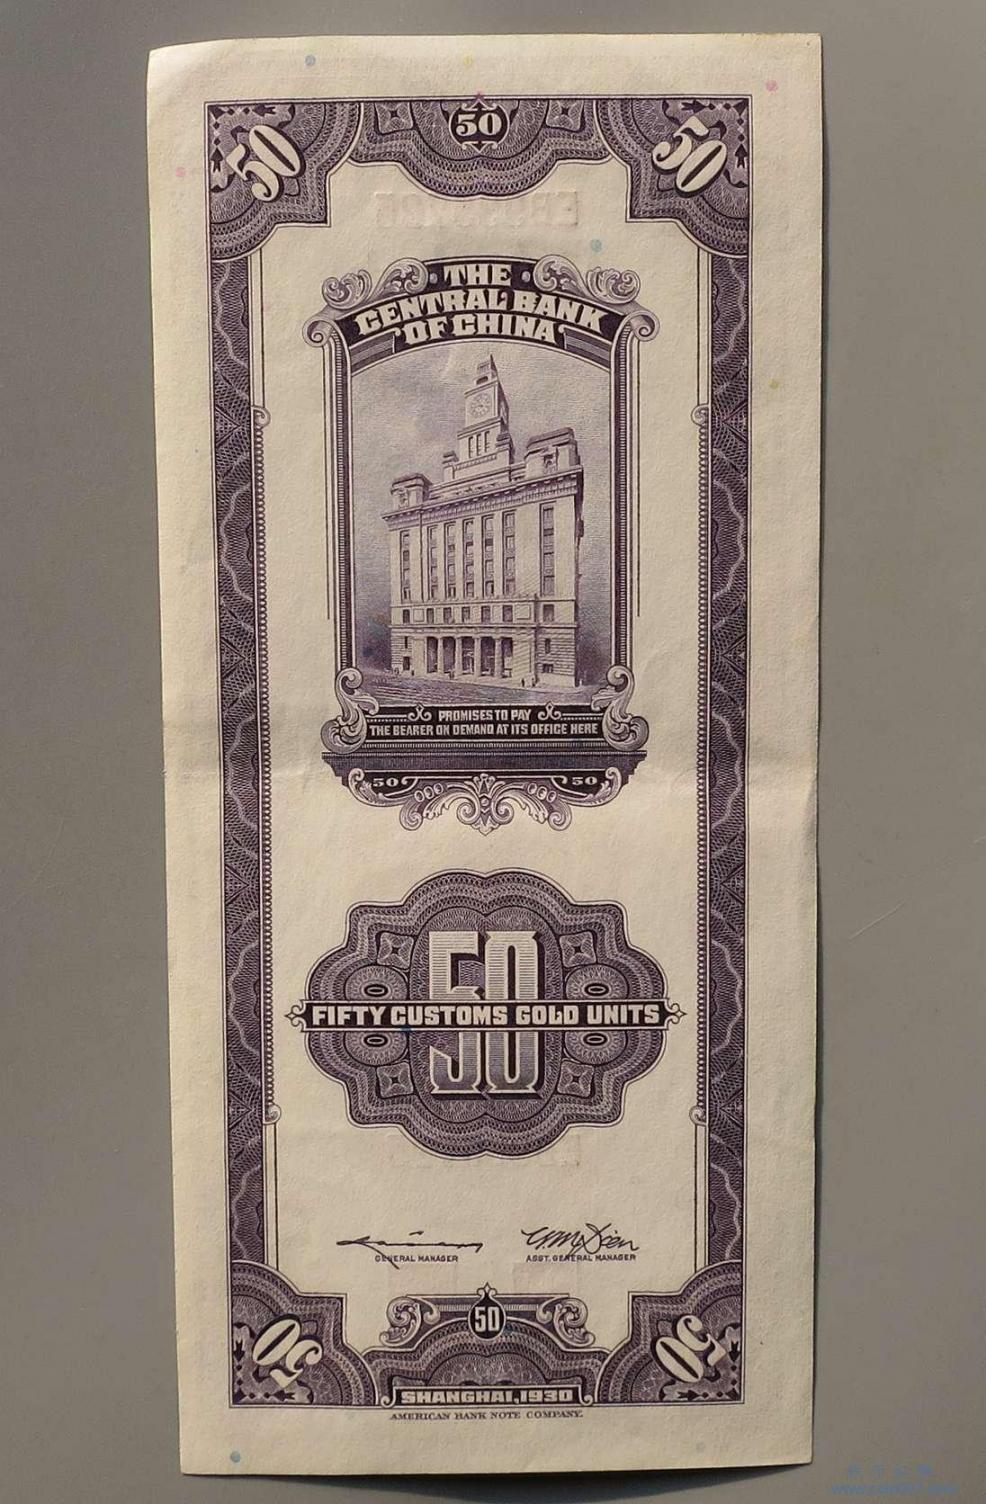 50 50 50
THE
CENTRAL BANK
OF CHINA
PROMISES TO PAY
THE BEARER ON DEMAND AT ITS OFFICE HERE
50 50
50
FIFTY CUSTOMS GOLD UNITS
GENERAL MANAGER ASST. GENERAL MANAGER
50
50 50
SHANGHAI, 1930
AMERICAN BANK NOTE COMPANY.